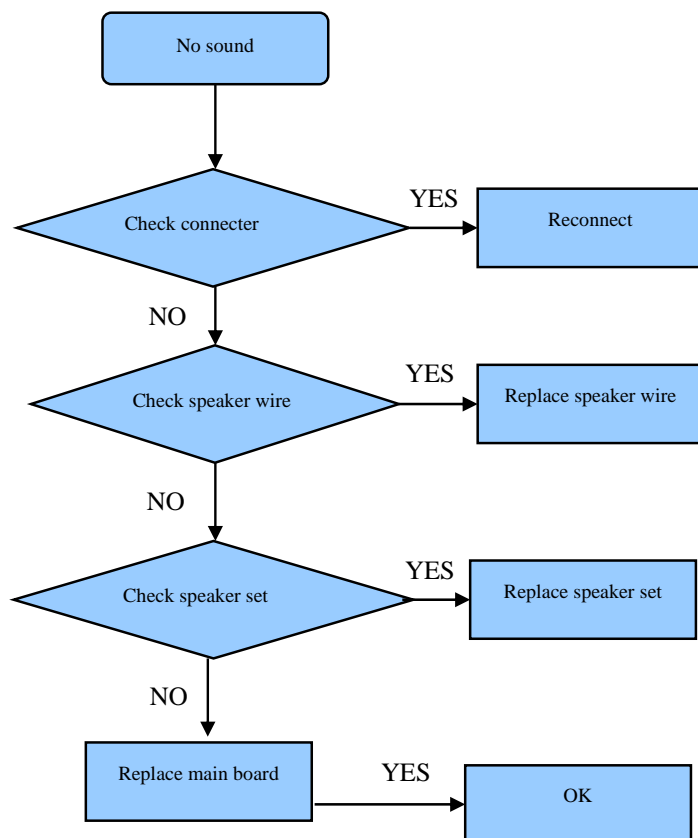 No sound
Check connecter
YES
Reconnect
NO
Check speaker wire
YES
Replace speaker wire
NO
Check speaker set
YES
Replace speaker set
NO
Replace main board
YES
OK